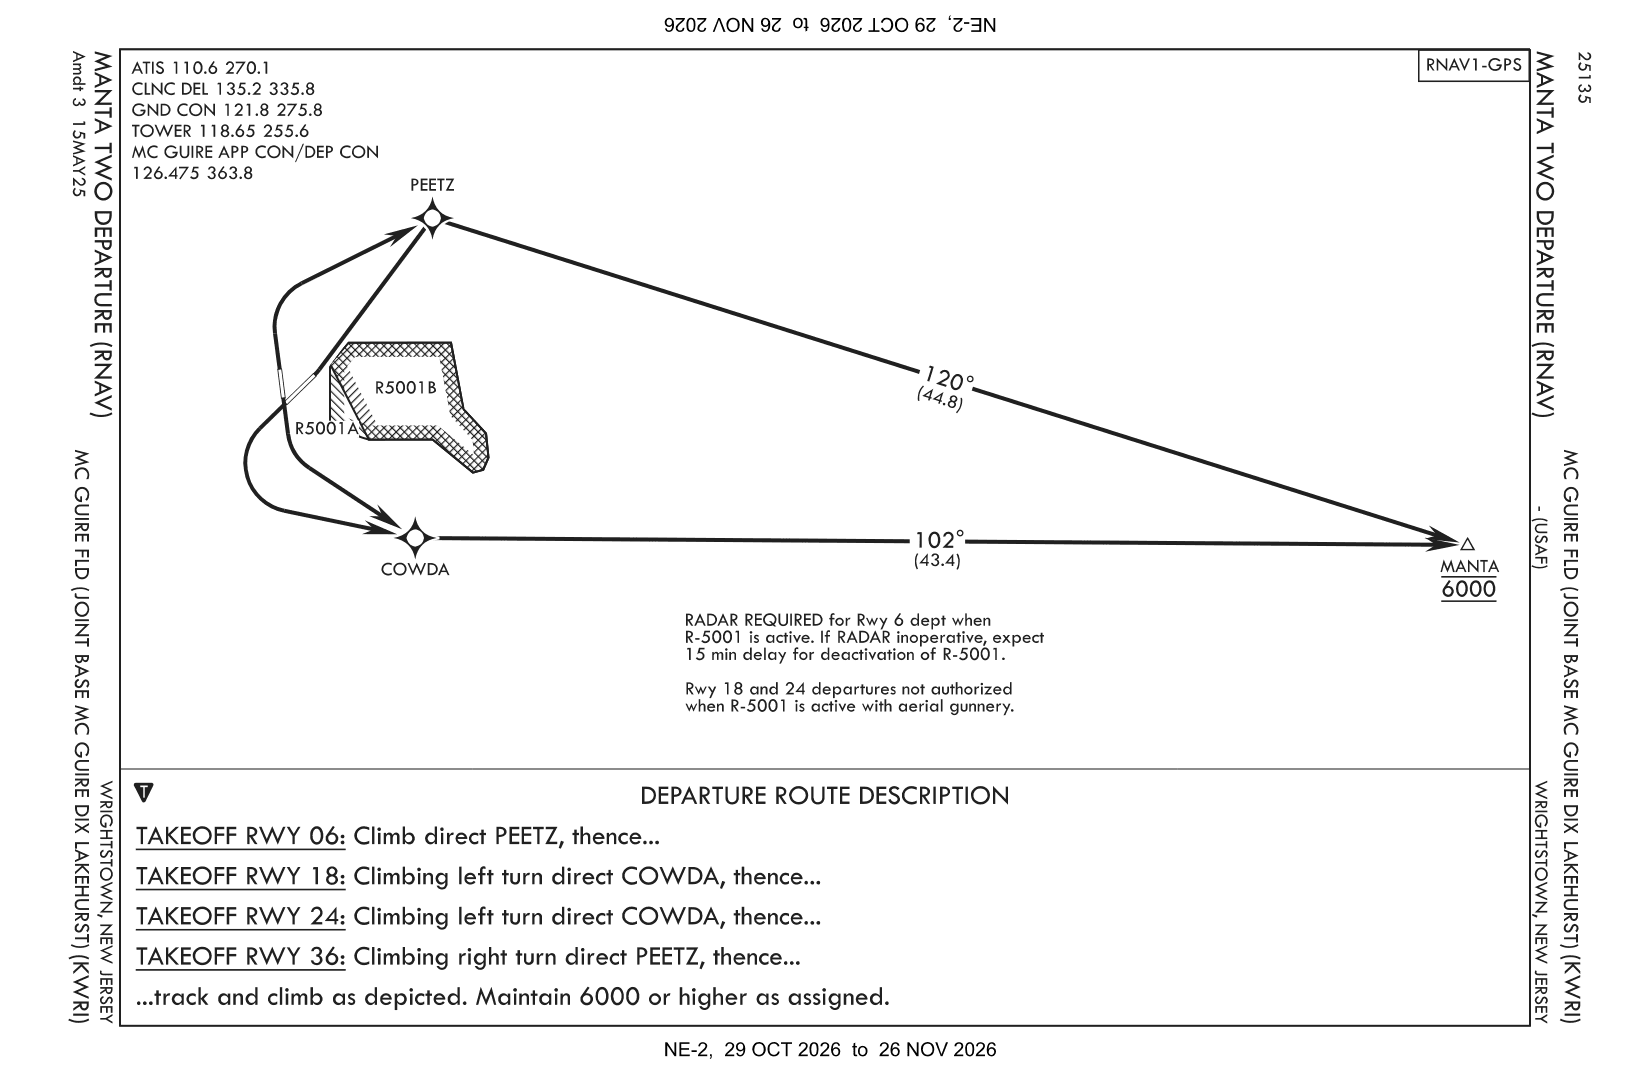 NE-2, 29 OCT 2026 to 26 NOV 2026
MANTA TWO DEPARTURE (RNAV)
Amdt 3 15MAY25
MC GUIRE FLD (JOINT BASE MC GUIRE DIX LAKEHURST) (KWRI)
WRIGHTSTOWN, NEW JERSEY
ATIS 110.6 270.1
CLNC DEL 135.2 335.8
GND CON 121.8 275.8
TOWER 118.65 255.6
MC GUIRE APP CON/DEP CON
126.475 363.8
RNAV1-GPS
PEETZ
R5001B
R5001A
120°
(44.8)
102°
(43.4)
COWDA
MANTA
6000
RADAR REQUIRED for Rwy 6 dept when
R-5001 is active. If RADAR inoperative, expect
15 min delay for deactivation of R-5001.
Rwy 18 and 24 departures not authorized
when R-5001 is active with aerial gunnery.
T
DEPARTURE ROUTE DESCRIPTION
TAKEOFF RWY 06: Climb direct PEETZ, thence...
TAKEOFF RWY 18: Climbing left turn direct COWDA, thence...
TAKEOFF RWY 24: Climbing left turn direct COWDA, thence...
TAKEOFF RWY 36: Climbing right turn direct PEETZ, thence...
...track and climb as depicted. Maintain 6000 or higher as assigned.
25135
MANTA TWO DEPARTURE (RNAV)
- (USAF)
MC GUIRE FLD (JOINT BASE MC GUIRE DIX LAKEHURST) (KWRI)
WRIGHTSTOWN, NEW JERSEY
NE-2, 29 OCT 2026 to 26 NOV 2026